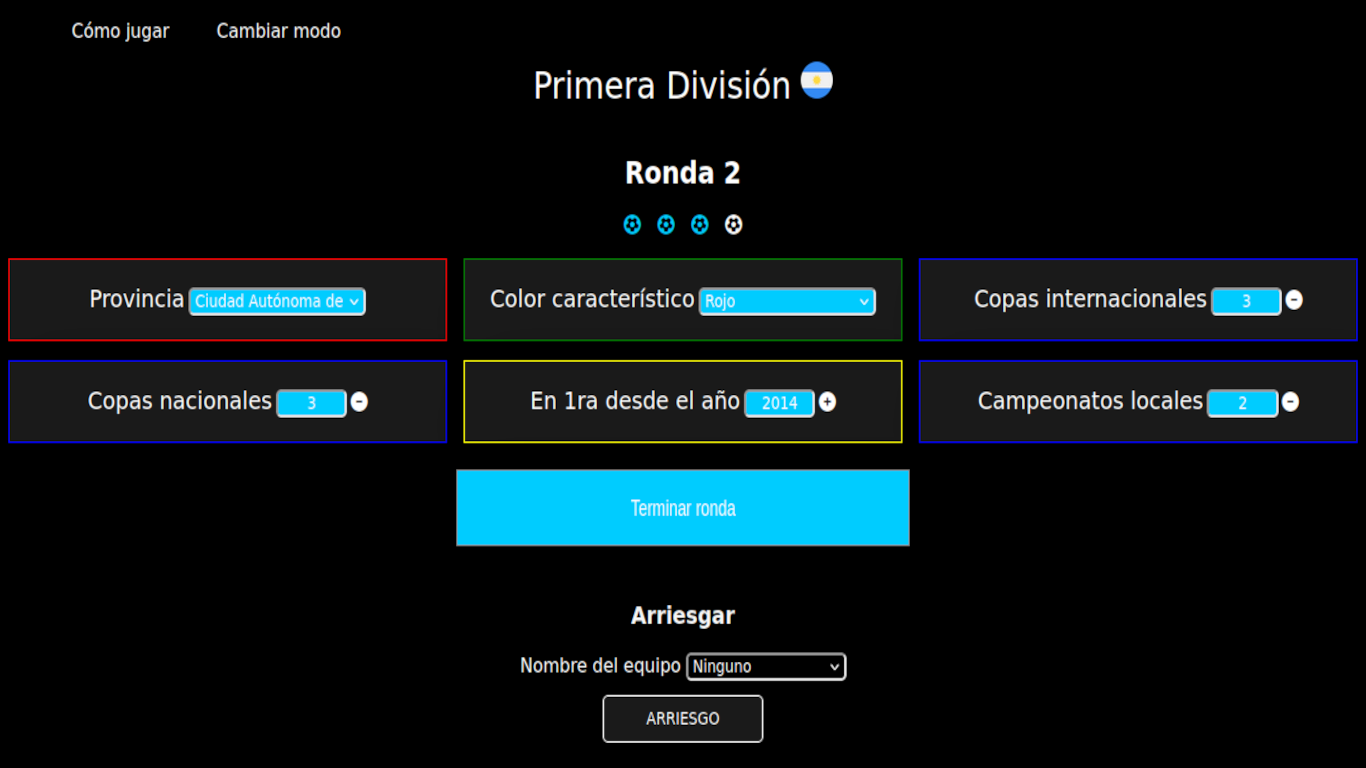 Cómo jugar Cambiar modo
Primera División
Ronda 2
Provincia Ciudad Autónoma de Color característico Rojo Copas internacionales 3 -
Copas nacionales 3 - En 1ra desde el año 2014 + Campeonatos locales 2 -
Terminar ronda
Arriesgar
Nombre del equipo Ninguno
ARRIESGO